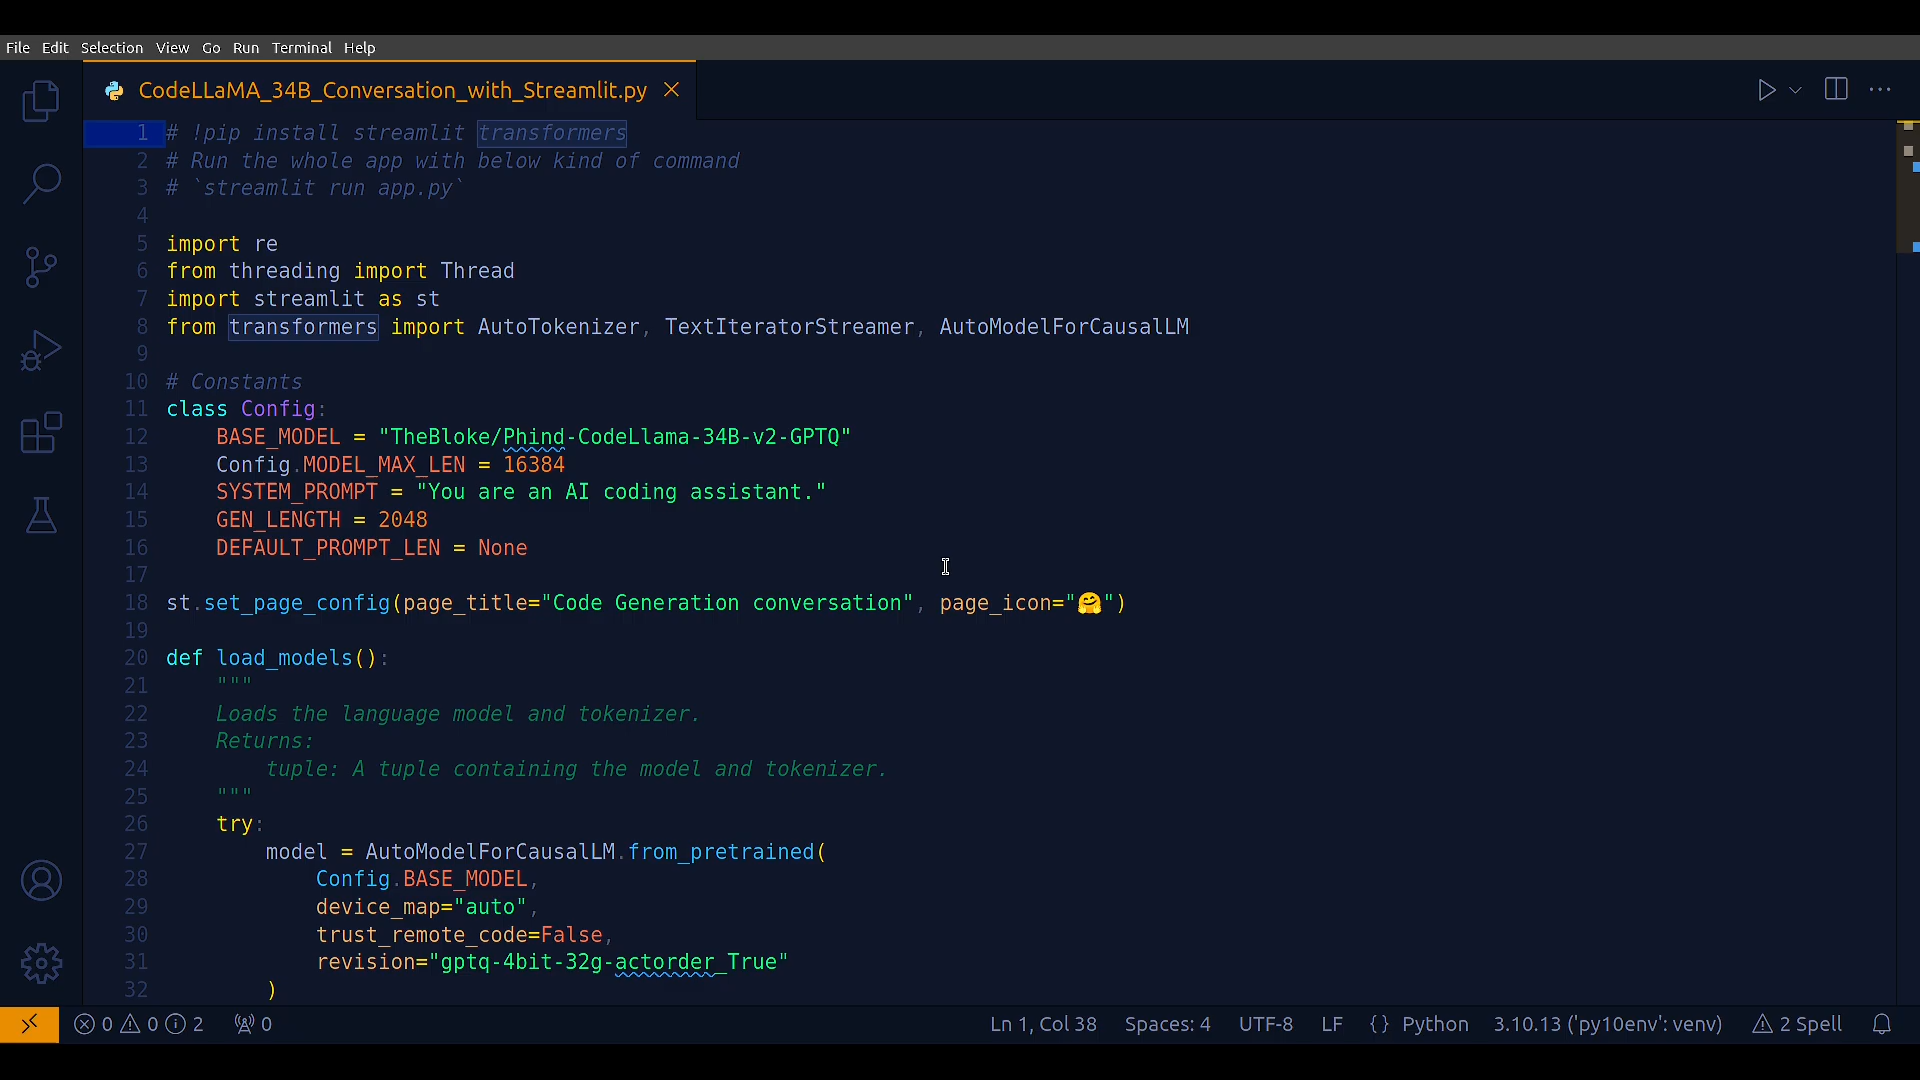 File Edit Selection View Go Run Terminal Help
CodeLLaMA_34B_Conversation_with_Streamlit.py
1 # !pip install streamlit transformers
2 # Run the whole app with below kind of command
3 # `streamlit run app.py`
4
5 import re
6 from threading import Thread
7 import streamlit as st
8 from transformers import AutoTokenizer, TextIteratorStreamer, AutoModelForCausalLM
9
10 # Constants
11 class Config:
12     BASE_MODEL = "TheBloke/Phind-CodeLlama-34B-v2-GPTQ"
13     Config.MODEL_MAX_LEN = 16384
14     SYSTEM_PROMPT = "You are an AI coding assistant."
15     GEN_LENGTH = 2048
16     DEFAULT_PROMPT_LEN = None
17
18 st.set_page_config(page_title="Code Generation conversation", page_icon="🤗")
19
20 def load_models():
21     """
22     Loads the language model and tokenizer.
23     Returns:
24         tuple: A tuple containing the model and tokenizer.
25     """
26     try:
27         model = AutoModelForCausalLM.from_pretrained(
28             Config.BASE_MODEL,
29             device_map="auto",
30             trust_remote_code=False,
31             revision="gptq-4bit-32g-actorder_True"
32         )
0 0 2 0 Ln 1, Col 38 Spaces: 4 UTF-8 LF {} Python 3.10.13 ('py10env': venv) 2 Spell